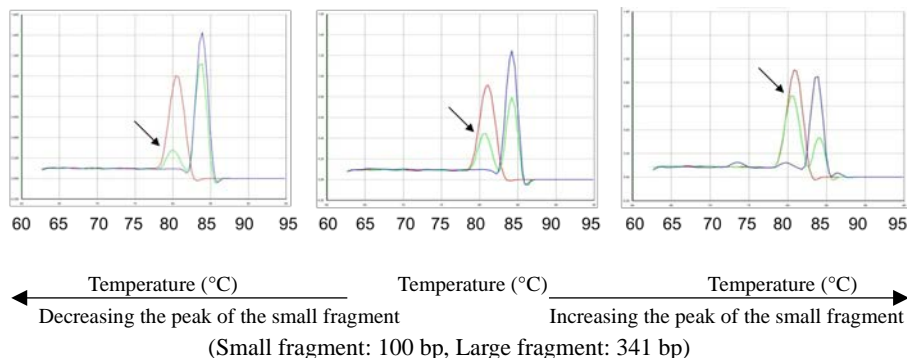 60 65 70 75 80 85 90 95
60 65 70 75 80 85 90 95
60 65 70 75 80 85 90 95
Temperature (°C)
Temperature (°C)
Temperature (°C)
Decreasing the peak of the small fragment
Increasing the peak of the small fragment
(Small fragment: 100 bp, Large fragment: 341 bp)